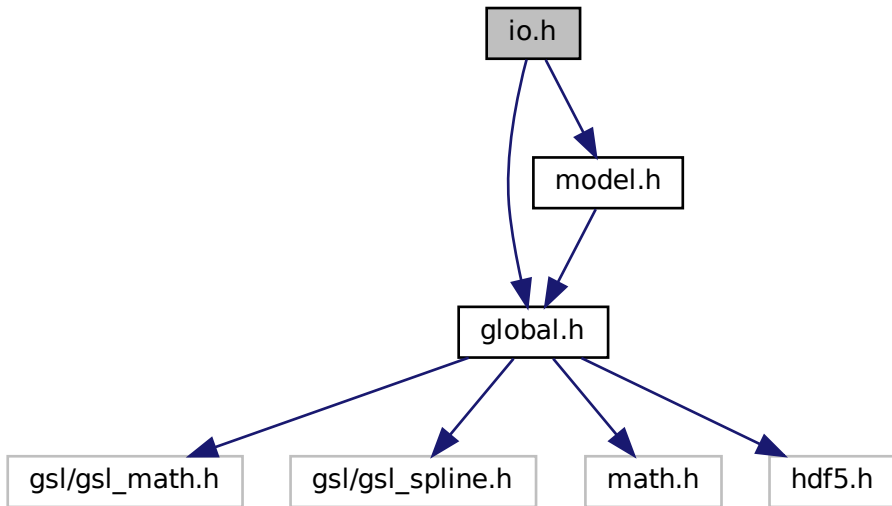 io.h
model.h
global.h
gsl/gsl_math.h
gsl/gsl_spline.h
math.h
hdf5.h